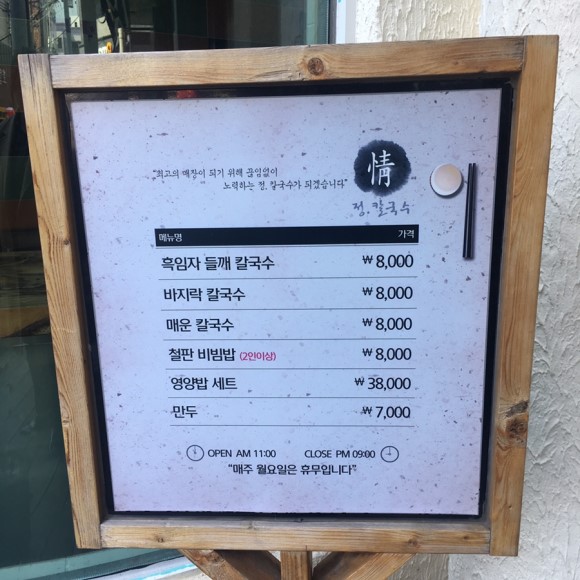 "최고의 매장이 되기 위해 끊임없이
노력하는 정,칼국수가 되겠습니다"
情
정,칼국수
메뉴명 가격
흑임자 들깨 칼국수 ₩ 8,000
바지락 칼국수 ₩ 8,000
매운 칼국수 ₩ 8,000
철판 비빔밥 (2인이상) ₩ 8,000
영양밥 세트 ₩ 38,000
만두 ₩ 7,000
OPEN AM 11:00 CLOSE PM 09:00
"매주 월요일은 휴무입니다"